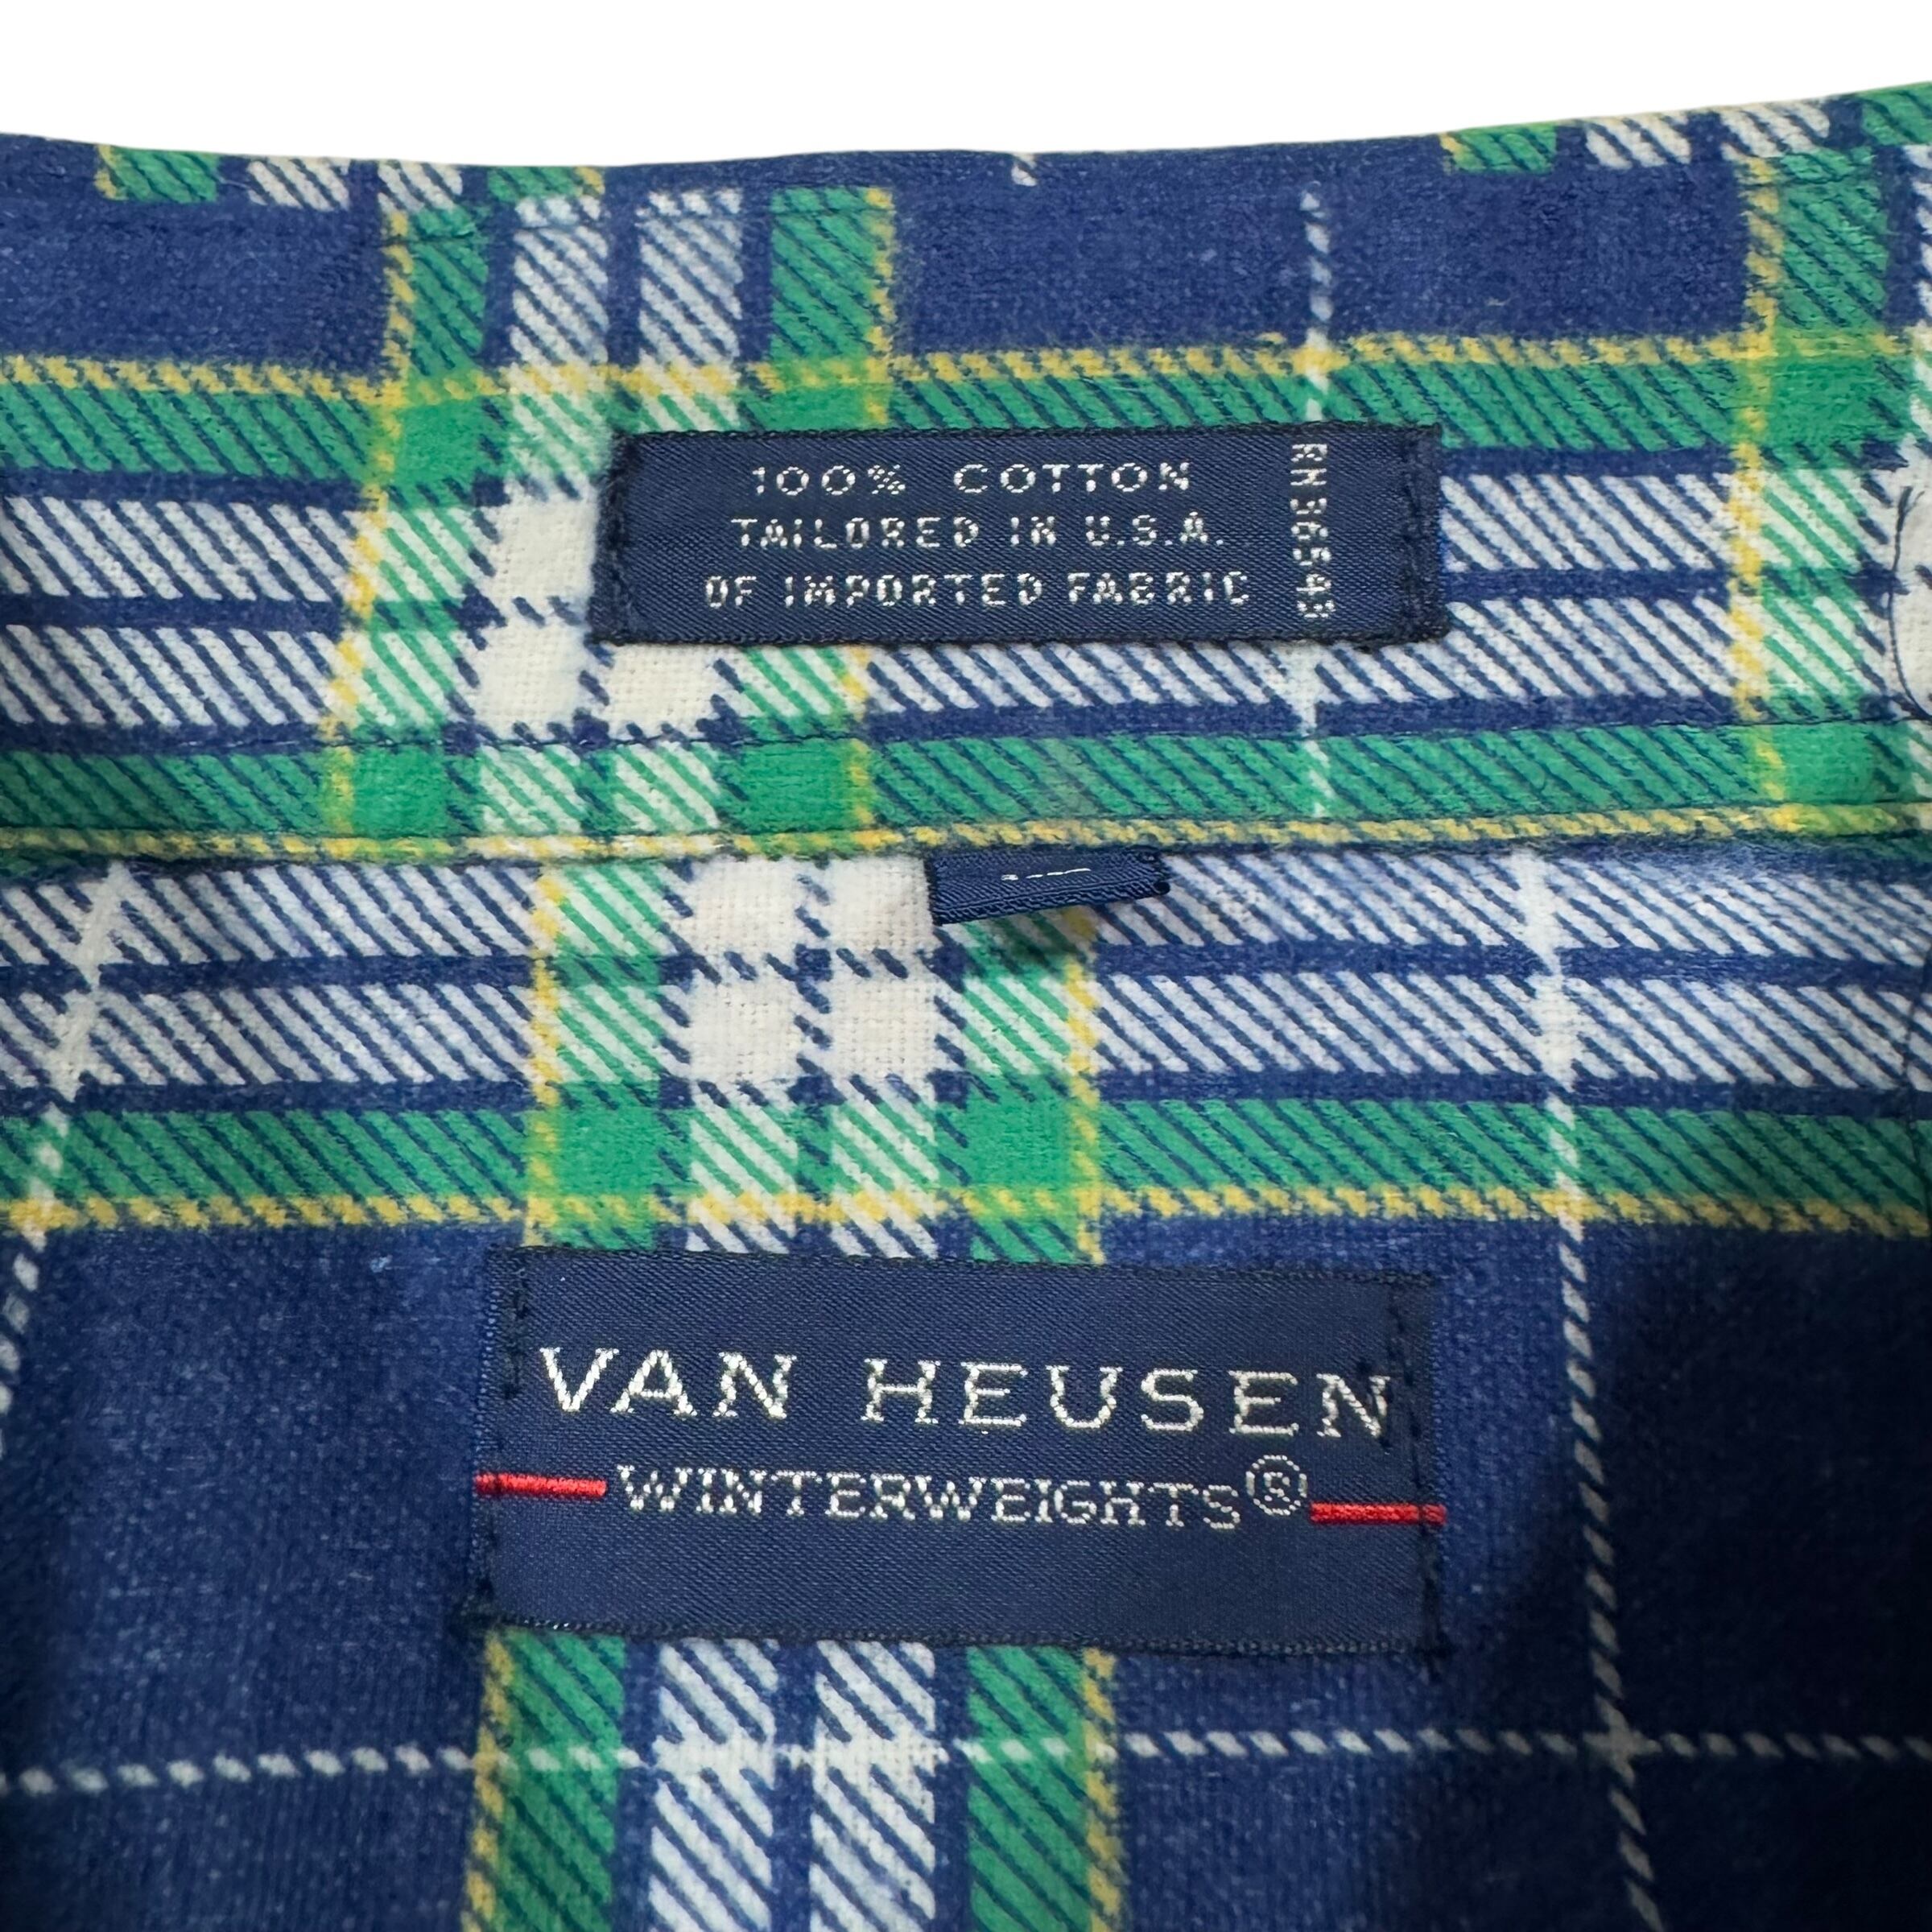 100% COTTON
TAILORED IN U.S.A.
OF IMPORTED FABRIC
RN36543
VAN HEUSEN
WINTERWEIGHTS®